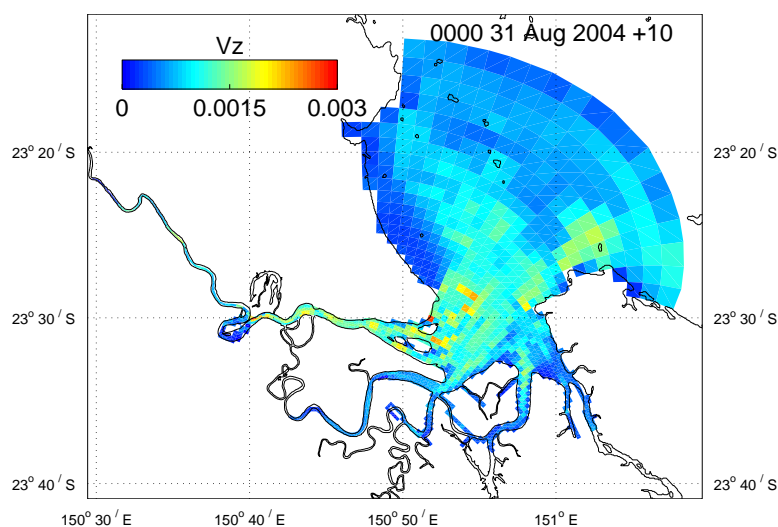 Vz
0000 31 Aug 2004 +10
0 0.0015 0.003
23° 20 ' S 23° 20 ' S
23° 30 ' S 23° 30 ' S
23° 40 ' S 23° 40 ' S
150° 30 ' E 150° 40 ' E 150° 50 ' E 151° E